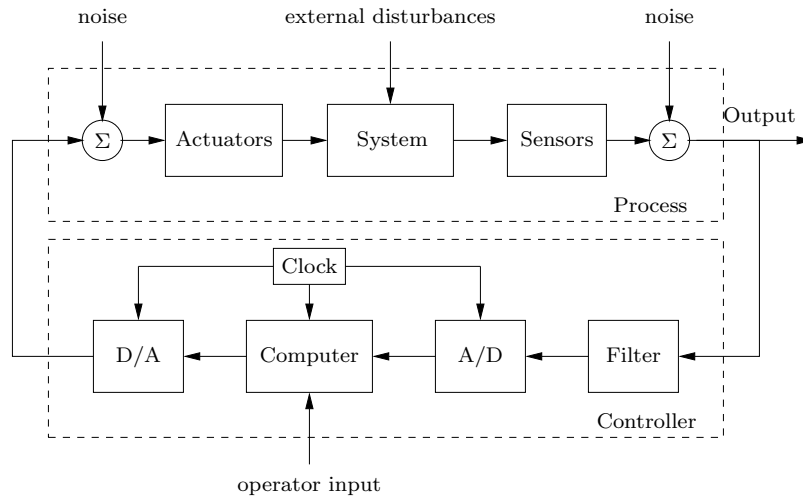 noise
external disturbances
noise
Output
Σ
Actuators
System
Sensors
Σ
Process
Clock
D/A
Computer
A/D
Filter
Controller
operator input